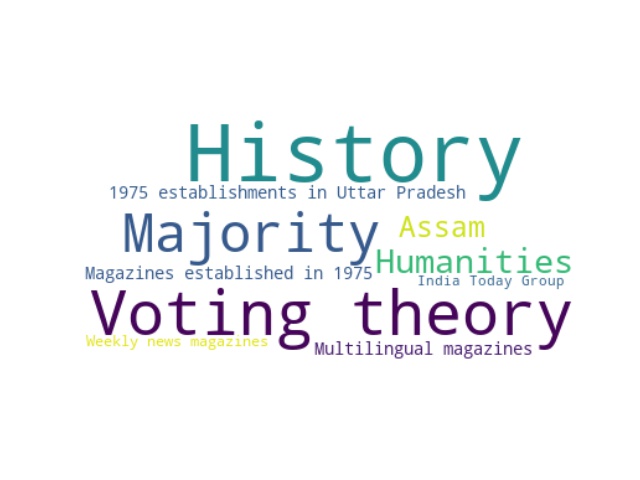 History
1975 establishments in Uttar Pradesh
Majority
Assam
Humanities
Magazines established in 1975
India Today Group
Voting theory
Weekly news magazines
Multilingual magazines